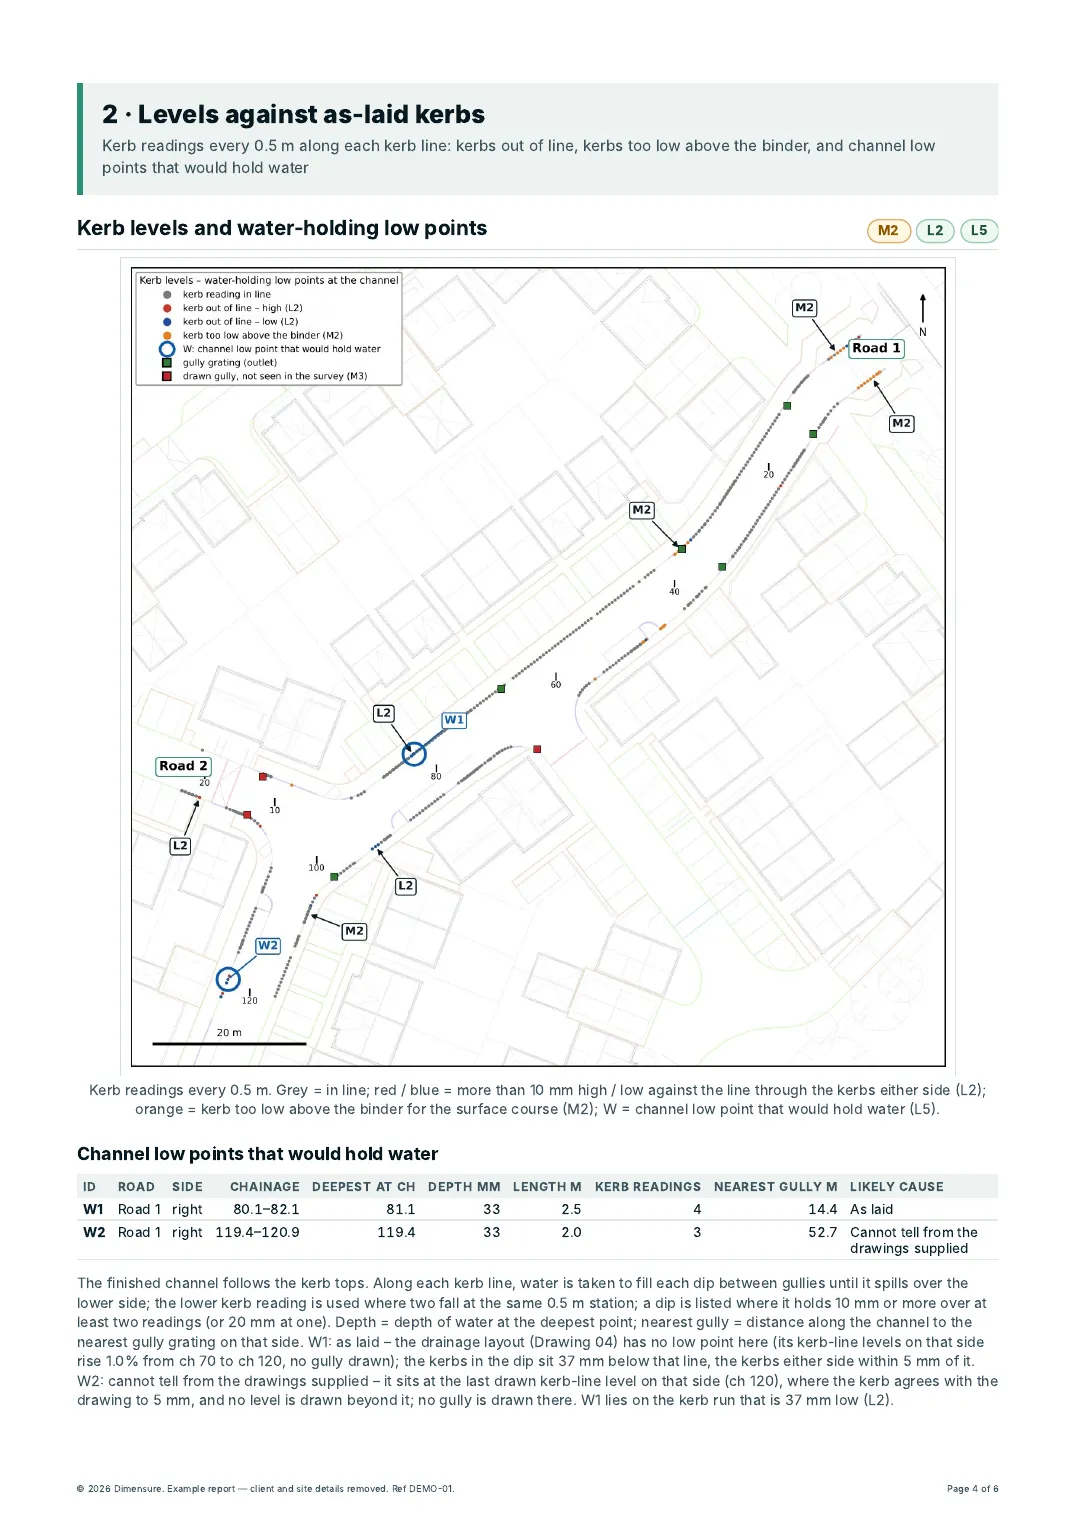 2 · Levels against as-laid kerbs
Kerb readings every 0.5 m along each kerb line: kerbs out of line, kerbs too low above the binder, and channel low
points that would hold water
Kerb levels and water-holding low points
M2 L2 L5
Kerb levels – water-holding low points at the channel
kerb reading in line
kerb out of line – high (L2)
kerb out of line – low (L2)
kerb too low above the binder (M2)
W: channel low point that would hold water
gully grating (outlet)
drawn gully, not seen in the survey (M3)
M2
N
Road 1
M2
20
M2
40
60
L2
W1
Road 2
20
80
10
L2
100
L2
M2
W2
120
20 m
Kerb readings every 0.5 m. Grey = in line; red / blue = more than 10 mm high / low against the line through the kerbs either side (L2);
orange = kerb too low above the binder for the surface course (M2); W = channel low point that would hold water (L5).
Channel low points that would hold water
ID ROAD SIDE CHAINAGE DEEPEST AT CH DEPTH MM LENGTH M KERB READINGS NEAREST GULLY M LIKELY CAUSE
W1 Road 1 right 80.1–82.1 81.1 33 2.5 4 14.4 As laid
W2 Road 1 right 119.4–120.9 119.4 33 2.0 3 52.7 Cannot tell from the
drawings supplied
The finished channel follows the kerb tops. Along each kerb line, water is taken to fill each dip between gullies until it spills over the
lower side; the lower kerb reading is used where two fall at the same 0.5 m station; a dip is listed where it holds 10 mm or more over at
least two readings (or 20 mm at one). Depth = depth of water at the deepest point; nearest gully = distance along the channel to the
nearest gully grating on that side. W1: as laid – the drainage layout (Drawing 04) has no low point here (its kerb-line levels on that side
rise 1.0% from ch 70 to ch 120, no gully drawn); the kerbs in the dip sit 37 mm below that line, the kerbs either side within 5 mm of it.
W2: cannot tell from the drawings supplied – it sits at the last drawn kerb-line level on that side (ch 120), where the kerb agrees with the
drawing to 5 mm, and no level is drawn beyond it; no gully is drawn there. W1 lies on the kerb run that is 37 mm low (L2).
© 2026 Dimensure. Example report — client and site details removed. Ref DEMO-01.
Page 4 of 6